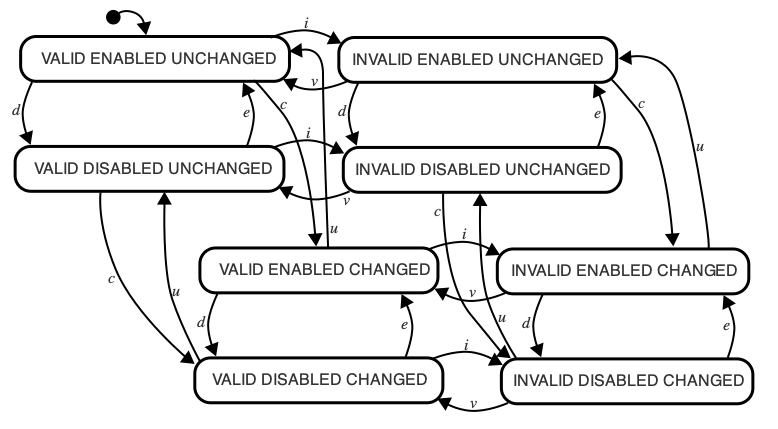 i
VALID ENABLED UNCHANGED
INVALID ENABLED UNCHANGED
v
d
c
e
d
c
e
i
u
VALID DISABLED UNCHANGED
INVALID DISABLED UNCHANGED
v
c
u
i
VALID ENABLED CHANGED
INVALID ENABLED CHANGED
c
u
v
d
e
u
d
e
i
VALID DISABLED CHANGED
INVALID DISABLED CHANGED
v